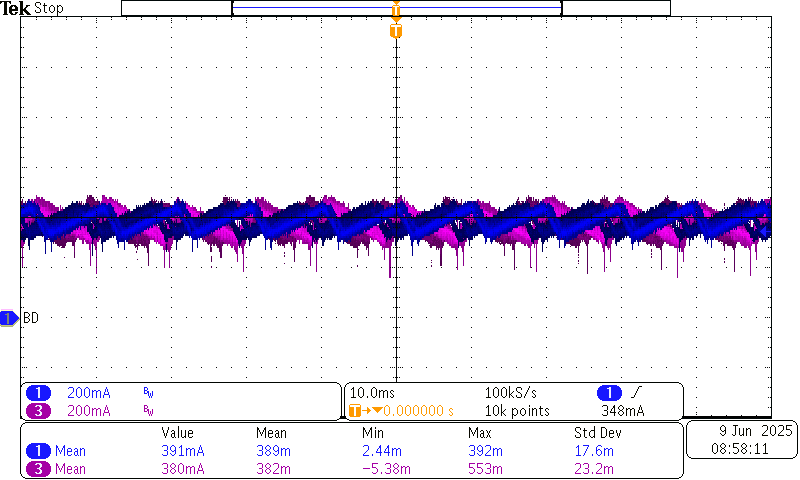 Tek Stop
T
T
1 BD
1 200mA BW
3 200mA BW
10.0ms 100kS/s 1
T→▼0.000000 s 10k points 348mA
Value Mean Min Max Std Dev
1 Mean 391mA 389m 2.44m 392m 17.6m
3 Mean 380mA 382m −5.38m 553m 23.2m
9 Jun 2025
08:58:11